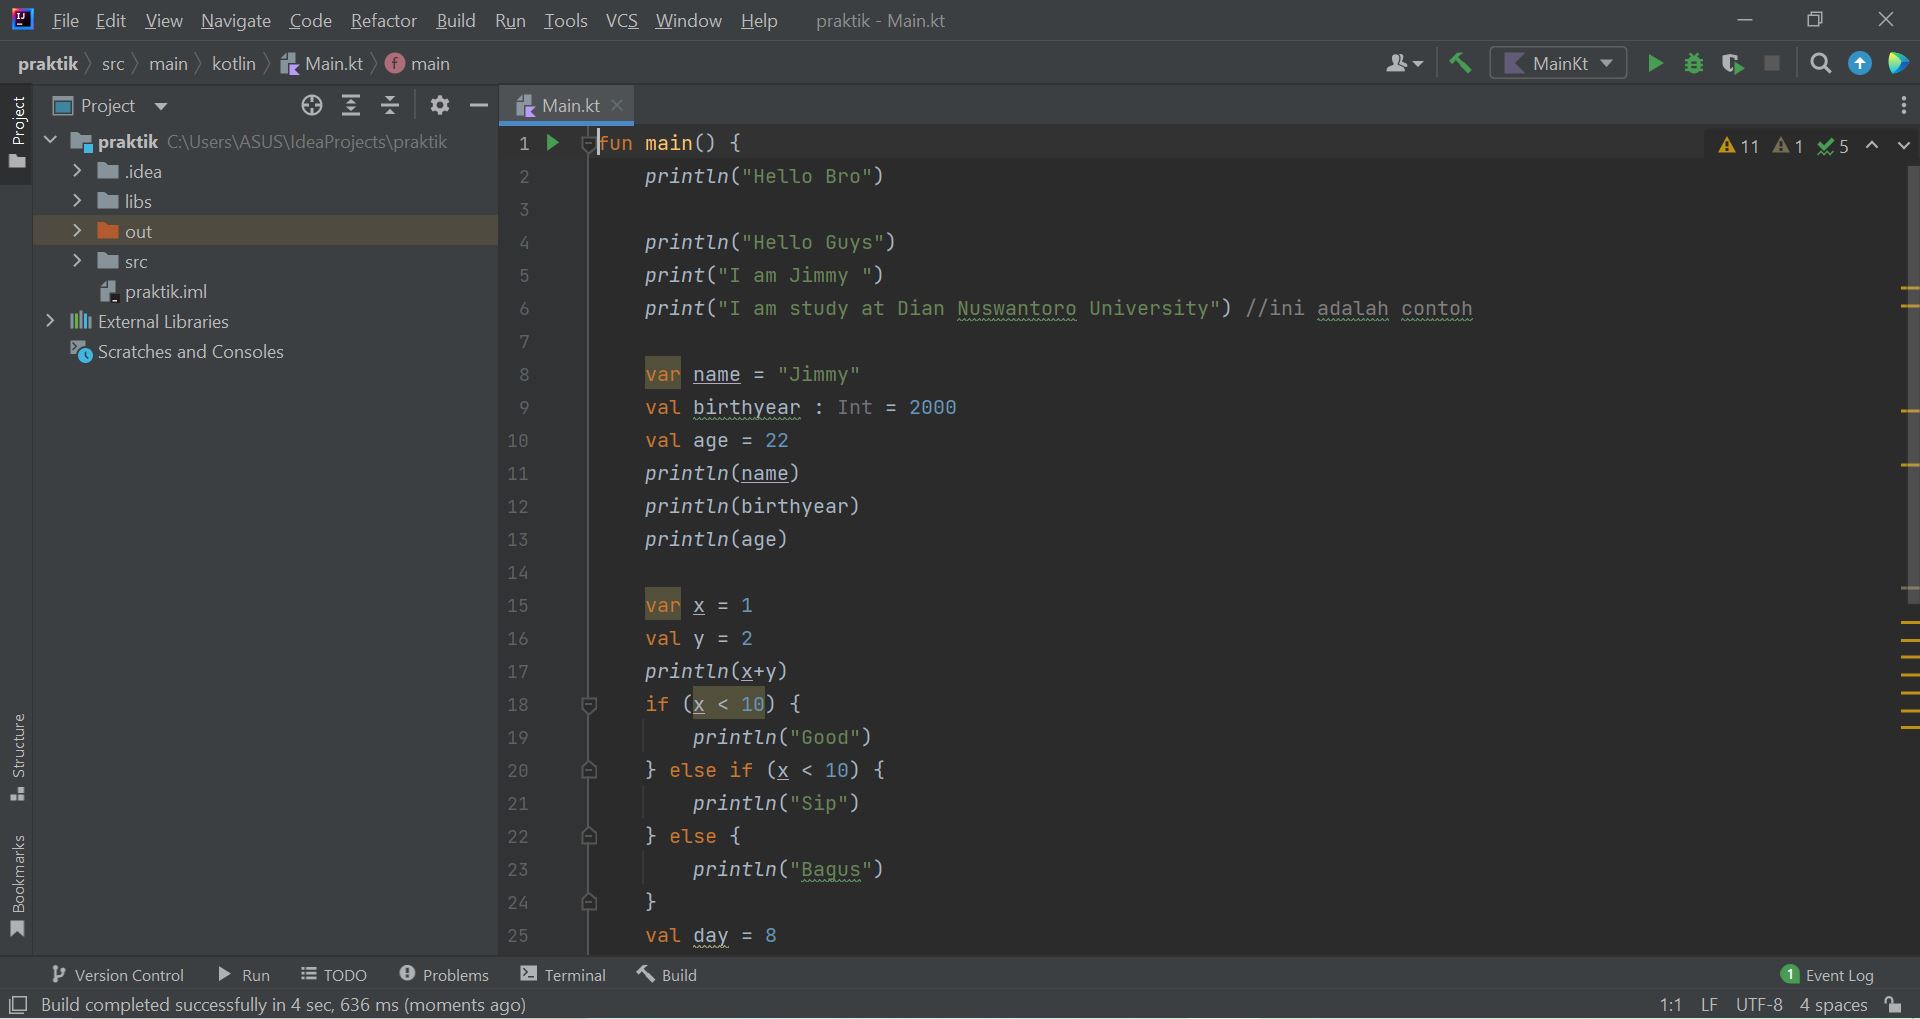 File Edit View Navigate Code Refactor Build Run Tools VCS Window Help praktik - Main.kt
praktik src main kotlin Main.kt main
MainKt
Project
Project
Main.kt
praktik C:\Users\ASUS\IdeaProjects\praktik
.idea
libs
out
src
praktik.iml
External Libraries
Scratches and Consoles
Structure
Bookmarks
11 1 5
1 fun main() {
2 println("Hello Bro")
3
4 println("Hello Guys")
5 print("I am Jimmy ")
6 print("I am study at Dian Nuswantoro University") //ini adalah contoh
7
8 var name = "Jimmy"
9 val birthyear : Int = 2000
10 val age = 22
11 println(name)
12 println(birthyear)
13 println(age)
14
15 var x = 1
16 val y = 2
17 println(x+y)
18 if (x < 10) {
19 println("Good")
20 } else if (x < 10) {
21 println("Sip")
22 } else {
23 println("Bagus")
24 }
25 val day = 8
Version Control Run TODO Problems Terminal Build 1 Event Log
Build completed successfully in 4 sec, 636 ms (moments ago) 1:1 LF UTF-8 4 spaces